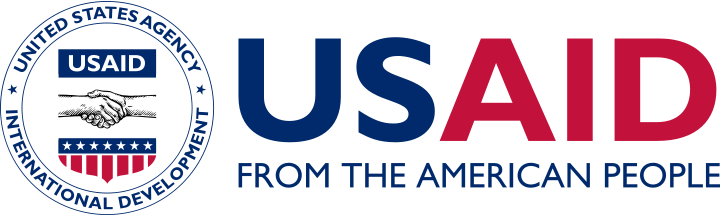 UNITED STATES AGENCY
USAID
INTERNATIONAL DEVELOPMENT
USAID
FROM THE AMERICAN PEOPLE